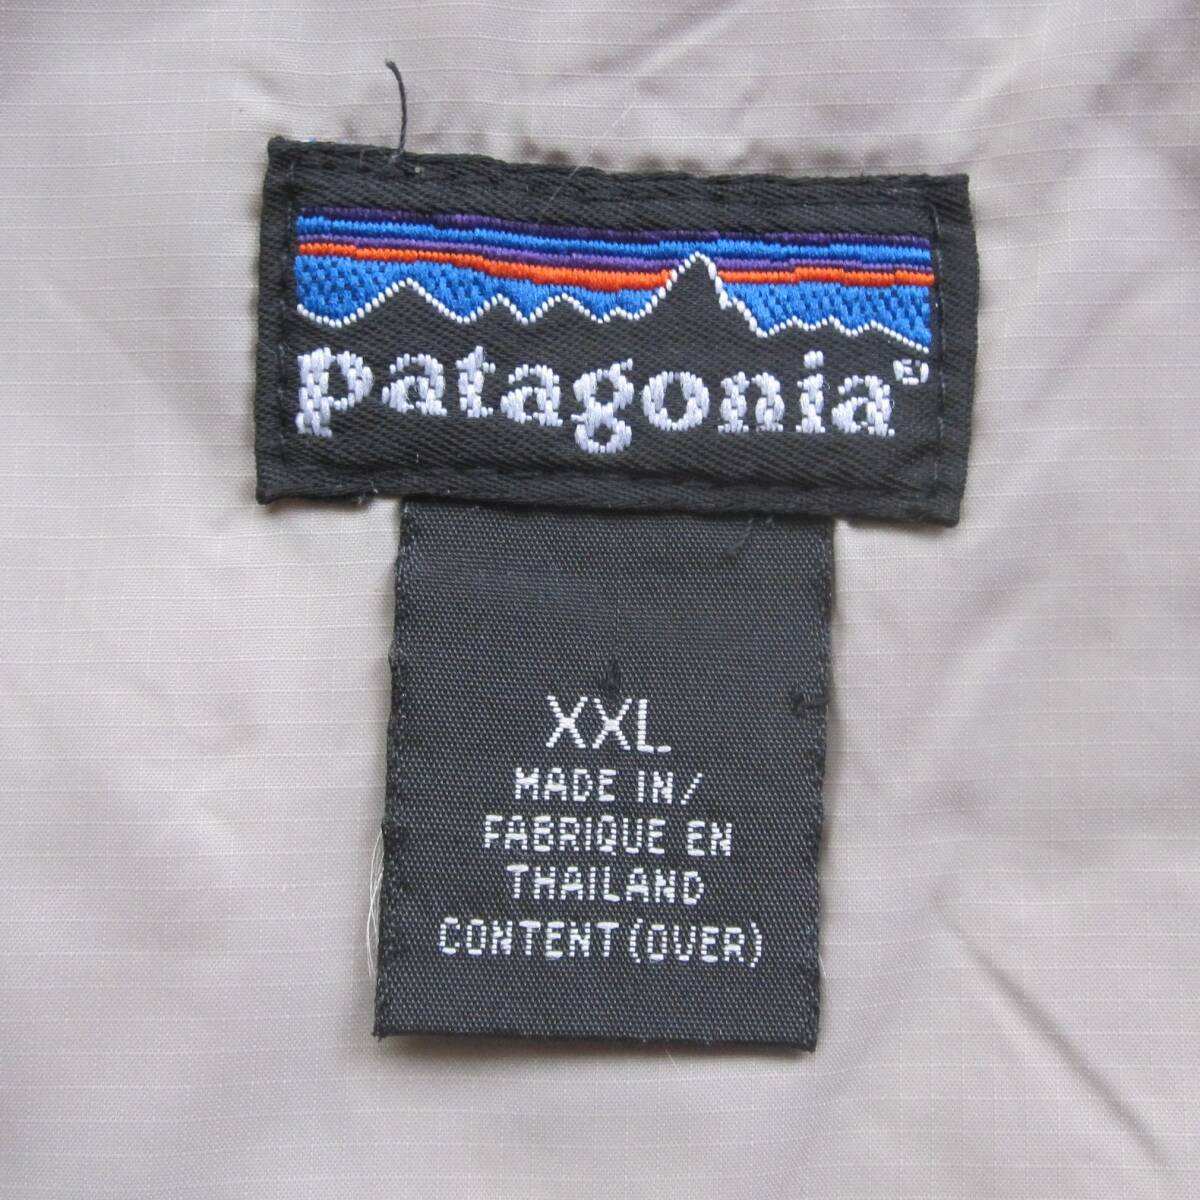 patagonia®
XXL
MADE IN/
FABRIQUE EN
THAILAND
CONTENT (OVER)